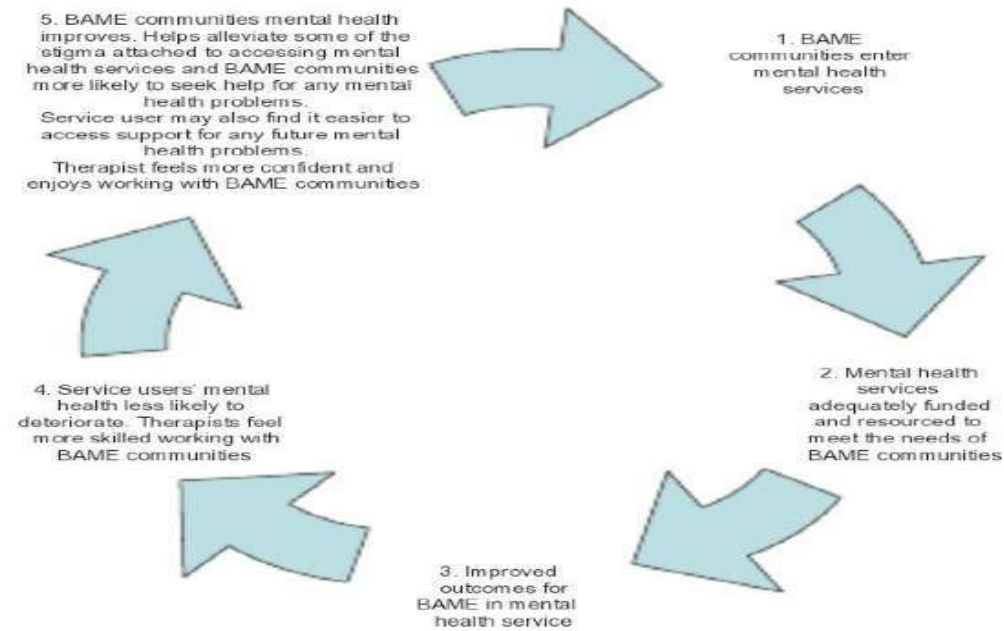 5. BAME communities mental health
improves. Helps alleviate some of the
stigma attached to accessing mental
health services and BAME communities
more likely to seek help for any mental
health problems.
Service user may also find it easier to
access support for any future mental
health problems.
Therapist feels more confident and
enjoys working with BAME communities
1. BAME
communities enter
mental health
services
2. Mental health
services
adequately funded
and resourced to
meet the needs of
BAME communities
3. Improved
outcomes for
BAME in mental
health service
4. Service users' mental
health less likely to
deteriorate. Therapists feel
more skilled working with
BAME communities